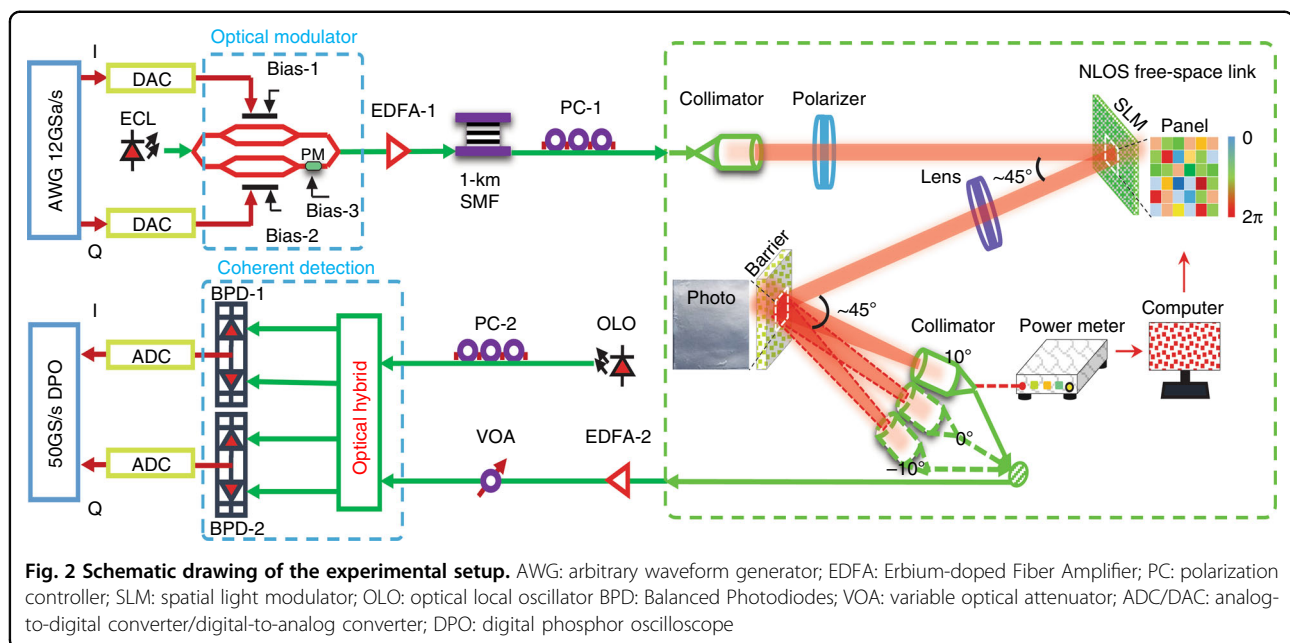 Optical modulator
I
AWG 12GSa/s
DAC
Bias-1
ECL
PM
Bias-3
DAC
Bias-2
Q
EDFA-1
1-km
SMF
PC-1
NLOS free-space link
Collimator
Polarizer
SLM
Panel
0
2π
Lens
~45°
Barrier
Photo
~45°
Collimator
10°
0°
–10°
Power meter
Computer
Coherent detection
I
BPD-1
50GS/s DPO
ADC
ADC
Q
BPD-2
Optical hybrid
PC-2
OLO
VOA
EDFA-2
Fig. 2 Schematic drawing of the experimental setup. AWG: arbitrary waveform generator; EDFA: Erbium-doped Fiber Amplifier; PC: polarization
controller; SLM: spatial light modulator; OLO: optical local oscillator BPD: Balanced Photodiodes; VOA: variable optical attenuator; ADC/DAC: analog-
to-digital converter/digital-to-analog converter; DPO: digital phosphor oscilloscope